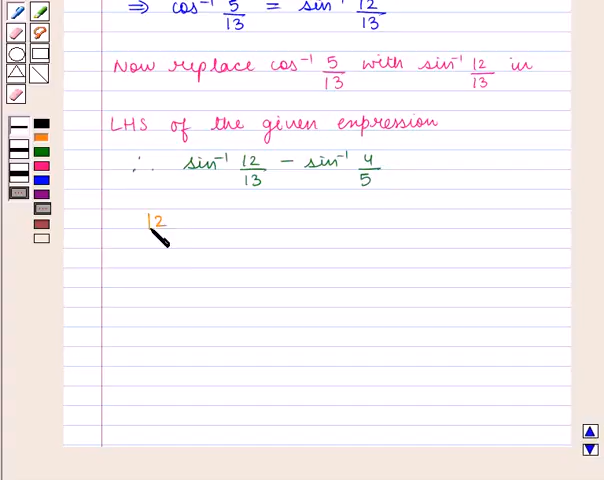 ⇒ cos⁻¹ 5/13 = sin⁻¹ 12/13
Now replace cos⁻¹ 5/13 with sin⁻¹ 12/13 in
LHS of the given expression
∴ sin⁻¹ 12/13 − sin⁻¹ 4/5
12